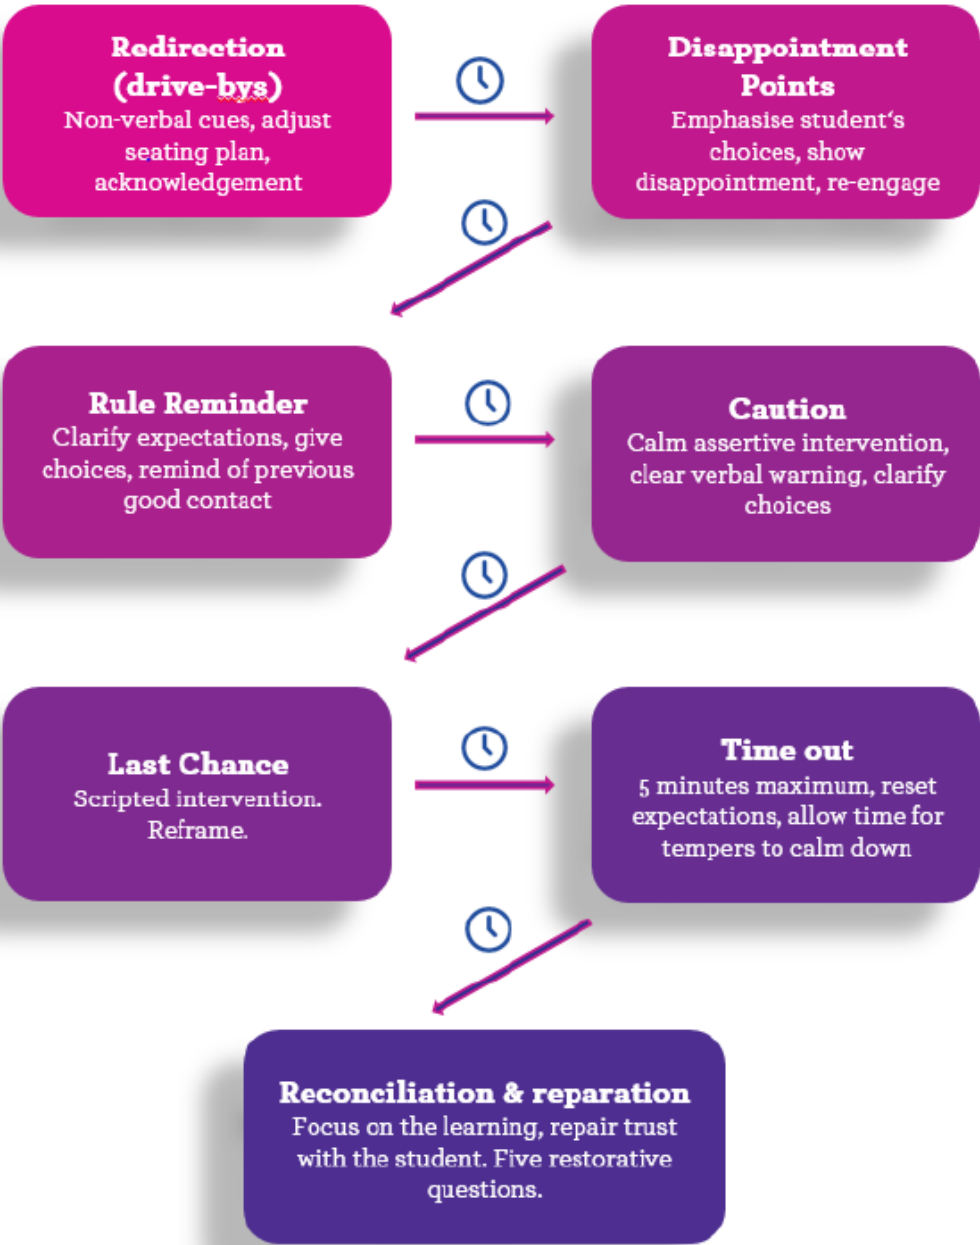 Redirection
(drive-bys)
Non-verbal cues, adjust
seating plan,
acknowledgement
Disappointment
Points
Emphasise student's
choices, show
disappointment, re-engage
Rule Reminder
Clarify expectations, give
choices, remind of previous
good contact
Caution
Calm assertive intervention,
clear verbal warning, clarify
choices
Last Chance
Scripted intervention.
Reframe.
Time out
5 minutes maximum, reset
expectations, allow time for
tempers to calm down
Reconciliation & reparation
Focus on the learning, repair trust
with the student. Five restorative
questions.